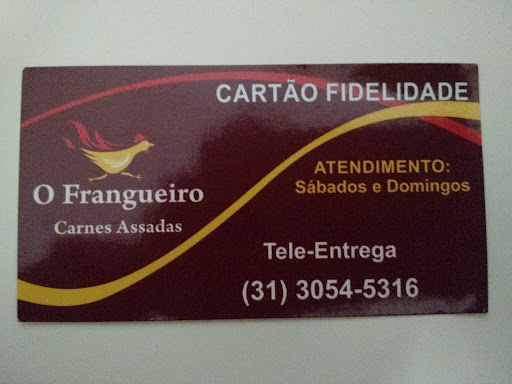 CARTÃO FIDELIDADE
O Frangueiro
Carnes Assadas
ATENDIMENTO:
Sábados e Domingos
Tele-Entrega
(31) 3054-5316